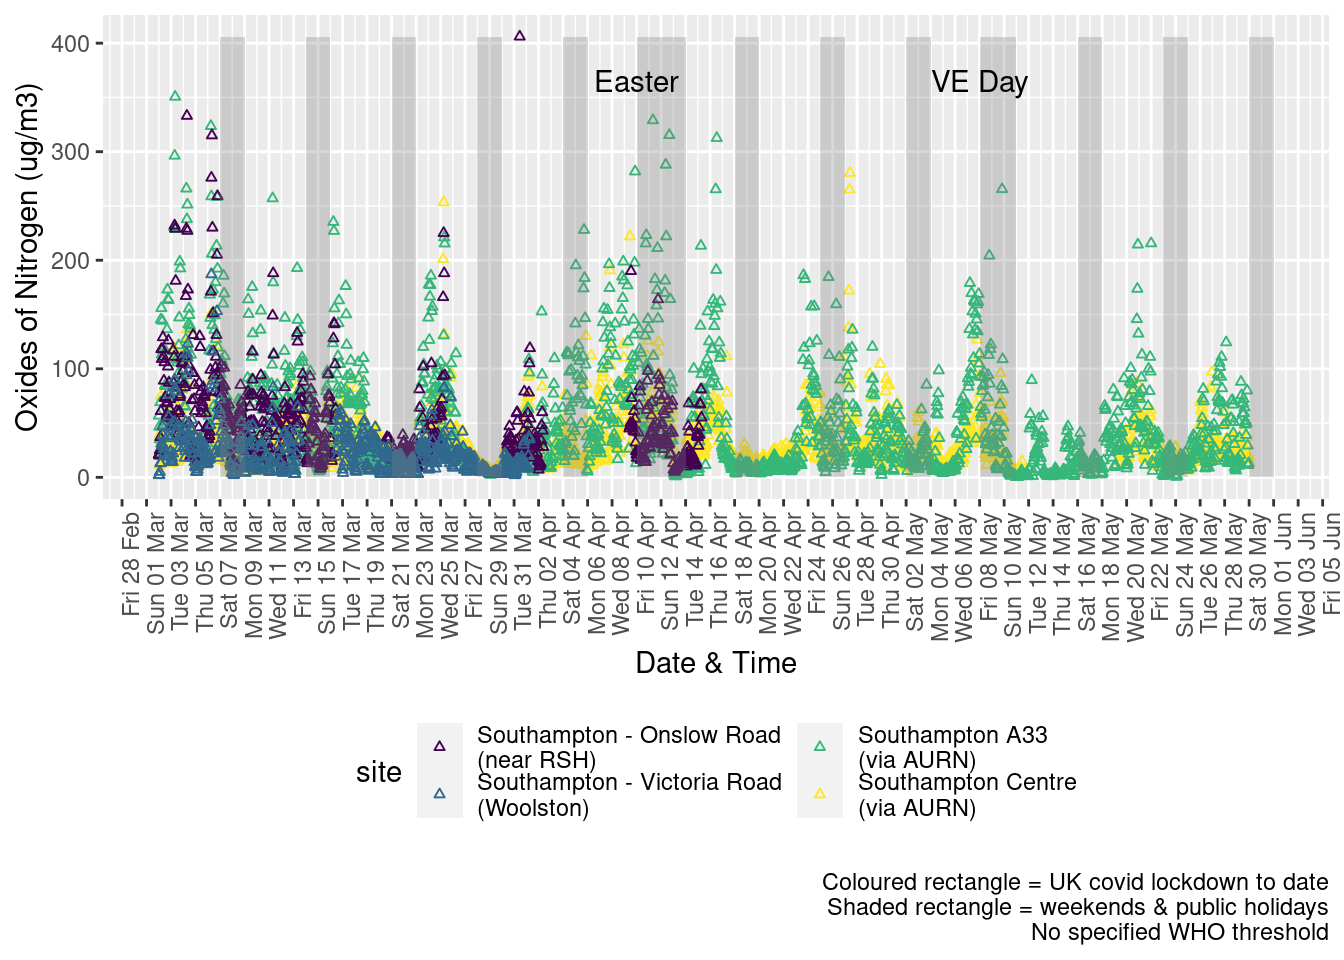 Oxides of Nitrogen (ug/m3)
400
300
200
100
0
Easter
VE Day
Fri 28 Feb
Sun 01 Mar
Tue 03 Mar
Thu 05 Mar
Sat 07 Mar
Mon 09 Mar
Wed 11 Mar
Fri 13 Mar
Sun 15 Mar
Tue 17 Mar
Thu 19 Mar
Sat 21 Mar
Mon 23 Mar
Wed 25 Mar
Fri 27 Mar
Sun 29 Mar
Tue 31 Mar
Thu 02 Apr
Sat 04 Apr
Mon 06 Apr
Wed 08 Apr
Fri 10 Apr
Sun 12 Apr
Tue 14 Apr
Thu 16 Apr
Sat 18 Apr
Mon 20 Apr
Wed 22 Apr
Fri 24 Apr
Sun 26 Apr
Tue 28 Apr
Thu 30 Apr
Sat 02 May
Mon 04 May
Wed 06 May
Fri 08 May
Sun 10 May
Tue 12 May
Thu 14 May
Sat 16 May
Mon 18 May
Wed 20 May
Fri 22 May
Sun 24 May
Tue 26 May
Thu 28 May
Sat 30 May
Mon 01 Jun
Wed 03 Jun
Fri 05 Jun
Date & Time
site
Southampton - Onslow Road
(near RSH)
Southampton - Victoria Road
(Woolston)
Southampton A33
(via AURN)
Southampton Centre
(via AURN)
Coloured rectangle = UK covid lockdown to date
Shaded rectangle = weekends & public holidays
No specified WHO threshold